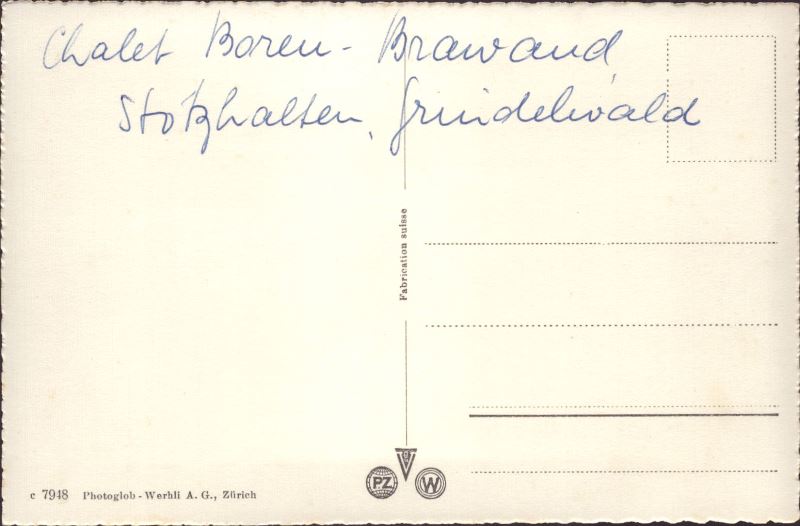 Chalet Boren - Brawand
Stotzhalten, Grindelwald
Fabrication suisse
PZ
W
c 7948 Photoglob - Wehrli A. G., Zürich